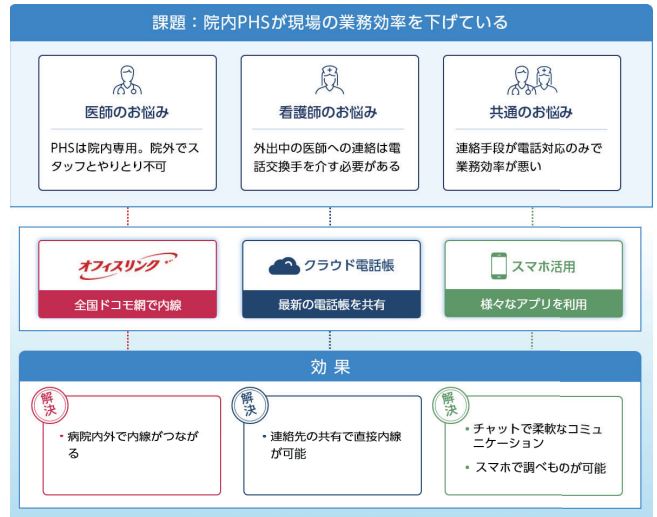 課題：院内PHSが現場の業務効率を下げている
医師のお悩み
PHSは院内専用。院外でス
タッフとやりとり不可
看護師のお悩み
外出中の医師への連絡は電
話交換手を介す必要がある
共通のお悩み
連絡手段が電話対応のみで
業務効率が悪い
オフィスリング
全国ドコモ網で内線
クラウド電話帳
最新の電話帳を共有
スマホ活用
様々なアプリを利用
効果
解決
・病院内外で内線がつなが
る
解決
・連絡先の共有で直接内線
が可能
解決
・チャットで柔軟なコミュ
ニケーション
・スマホで調べものが可能